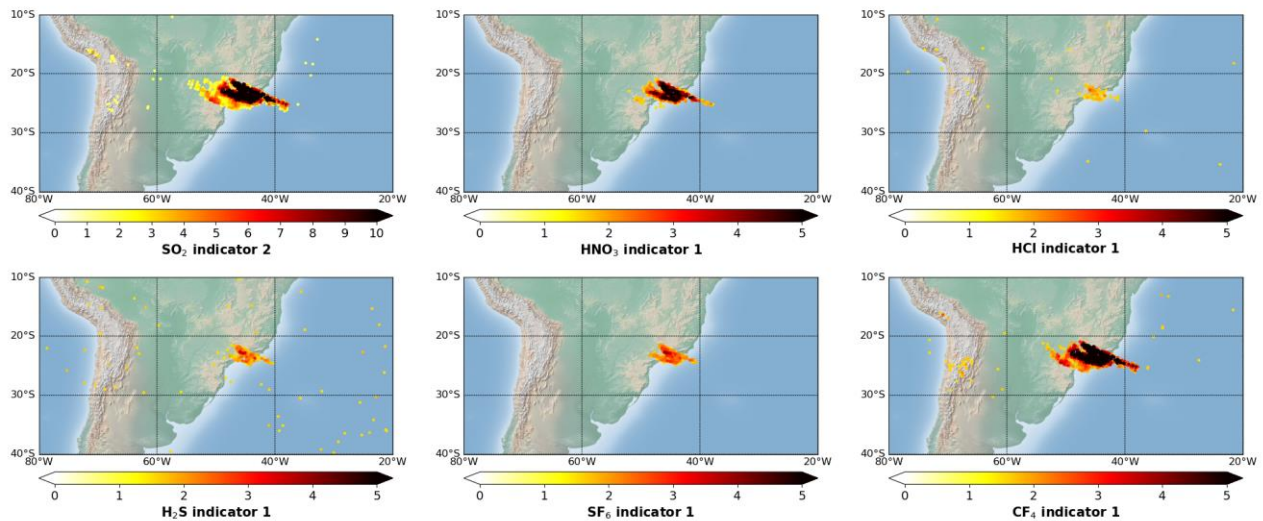 10°S
20°S
30°S
40°S
80°W 60°W 40°W 20°W
0 1 2 3 4 5 6 7 8 9 10
SO₂ indicator 2
10°S
20°S
30°S
40°S
80°W 60°W 40°W 20°W
0 1 2 3 4 5
HNO₃ indicator 1
10°S
20°S
30°S
40°S
80°W 60°W 40°W 20°W
0 1 2 3 4 5
HCl indicator 1
10°S
20°S
30°S
40°S
80°W 60°W 40°W 20°W
0 1 2 3 4 5
H₂S indicator 1
10°S
20°S
30°S
40°S
80°W 60°W 40°W 20°W
0 1 2 3 4 5
SF₆ indicator 1
10°S
20°S
30°S
40°S
80°W 60°W 40°W 20°W
0 1 2 3 4 5
CF₄ indicator 1